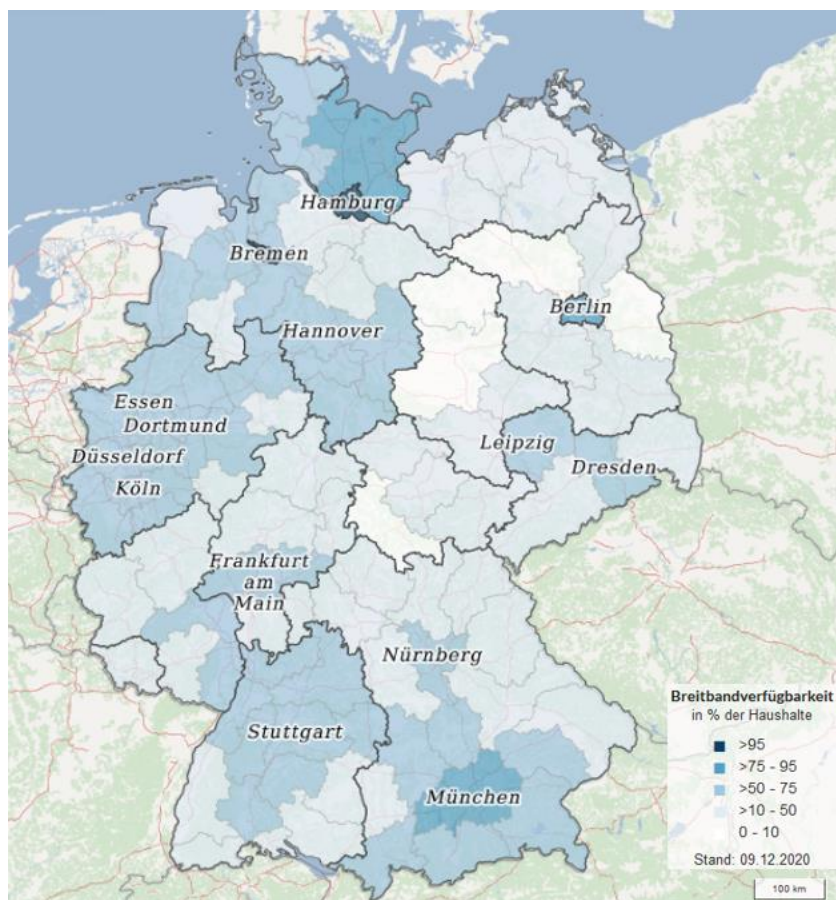 Hamburg
Bremen
Berlin
Hannover
Essen
Dortmund
Leipzig
Düsseldorf
Dresden
Köln
Frankfurt
am
Main
Nürnberg
Stuttgart
München
Breitbandverfügbarkeit
in % der Haushalte
>95
>75 - 95
>50 - 75
>10 - 50
0 - 10
Stand: 09.12.2020
100 km